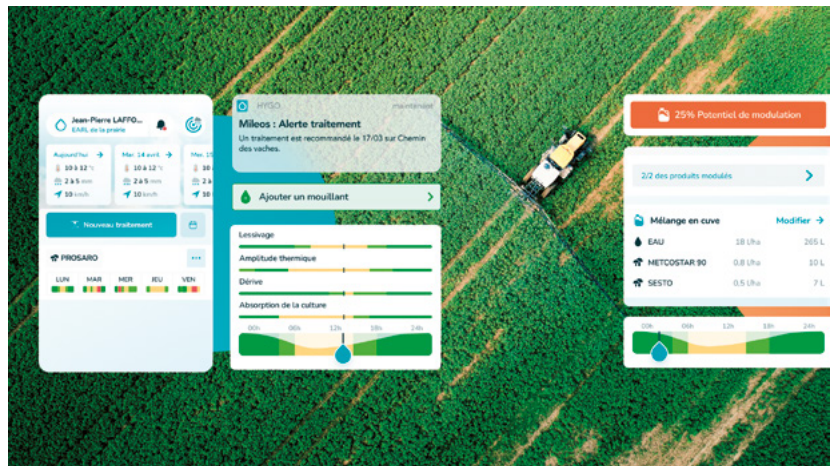 Jean-Pierre LAFFO...
EARL de la prairie
Aujourd'hui
10 à 12 °c
2 à 5 mm
10 km/h
Mar. 14 avril.
10 à 12 °c
2 à 5 mm
10 km/h
Mer. 15
10
2 à
10
Nouveau traitement
PROSARO
LUN MAR MER JEU VEN
HYGO maintenant
Mileos : Alerte traitement
Un traitement est recommandé le 17/03 sur Chemin
des vaches.
Ajouter un mouillant
Lessivage
Amplitude thermique
Dérive
Absorption de la culture
00h 06h 12h 18h 24h
25% Potentiel de modulation
2/2 des produits modulés
Mélange en cuve Modifier
EAU 18 L/ha 265 L
METCOSTAR 90 0,8 L/ha 10 L
SESTO 0,5 L/ha 7 L
00h 06h 12h 18h 24h